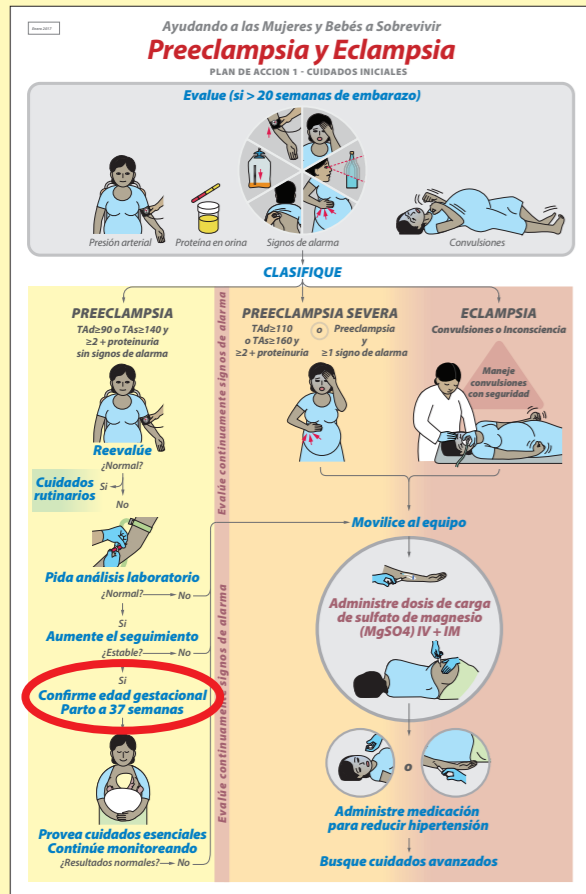 Enero 2017
Ayudando a las Mujeres y Bebés a Sobrevivir
Preeclampsia y Eclampsia
PLAN DE ACCION 1 - CUIDADOS INICIALES
Evalue (si > 20 semanas de embarazo)
Presión arterial
Proteína en orina
Signos de alarma
Convulsiones
CLASIFIQUE
PREECLAMPSIA
TAd≥90 o TAs≥140 y
≥2 + proteinuria
sin signos de alarma
Reevalúe
¿Normal?
Cuidados
rutinarios
Si
No
Pida análisis laboratorio
¿Normal?
No
Si
Aumente el seguimiento
¿Estable?
No
Si
Confirme edad gestacional
Parto a 37 semanas
Provea cuidados esenciales
Continúe monitoreando
¿Resultados normales?
No
Evalúe continuamente signos de alarma
Evalúe continuamente signos de alarma
PREECLAMPSIA SEVERA
TAd≥110
o TAs≥160 y
≥2 + proteinuria
o
Preeclampsia
y
≥1 signo de alarma
ECLAMPSIA
Convulsiones o Inconsciencia
Maneje
convulsiones
con seguridad
Movilice al equipo
Administre dosis de carga
de sulfato de magnesio
(MgSO4) IV + IM
o
Administre medicación
para reducir hipertensión
Busque cuidados avanzados